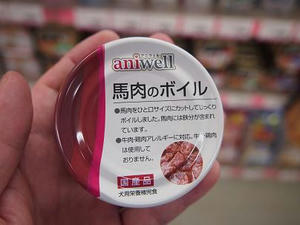 アニウェル
aniwell
馬肉のボイル
●馬肉をひと口サイズにカットしてじっくり
ボイルしました。馬肉には鉄分が含まれ
ています。
●牛肉・鶏肉アレルギーに対応。牛・鶏肉
は使用して
おりません。
国産品
犬用栄養補完食